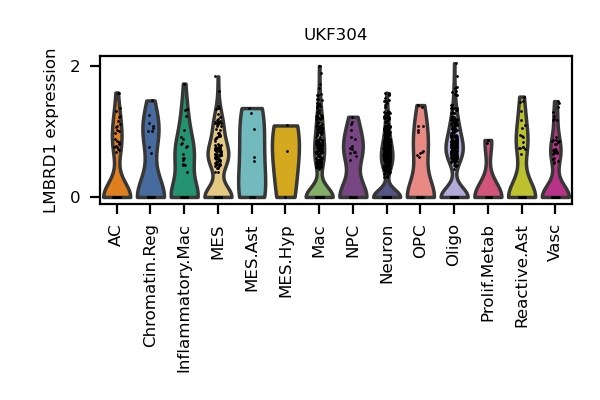 UKF304
LMBRD1 expression
2
0
AC
Chromatin.Reg
Inflammatory.Mac
MES
MES.Ast
MES.Hyp
Mac
NPC
Neuron
OPC
Oligo
Prolif.Metab
Reactive.Ast
Vasc